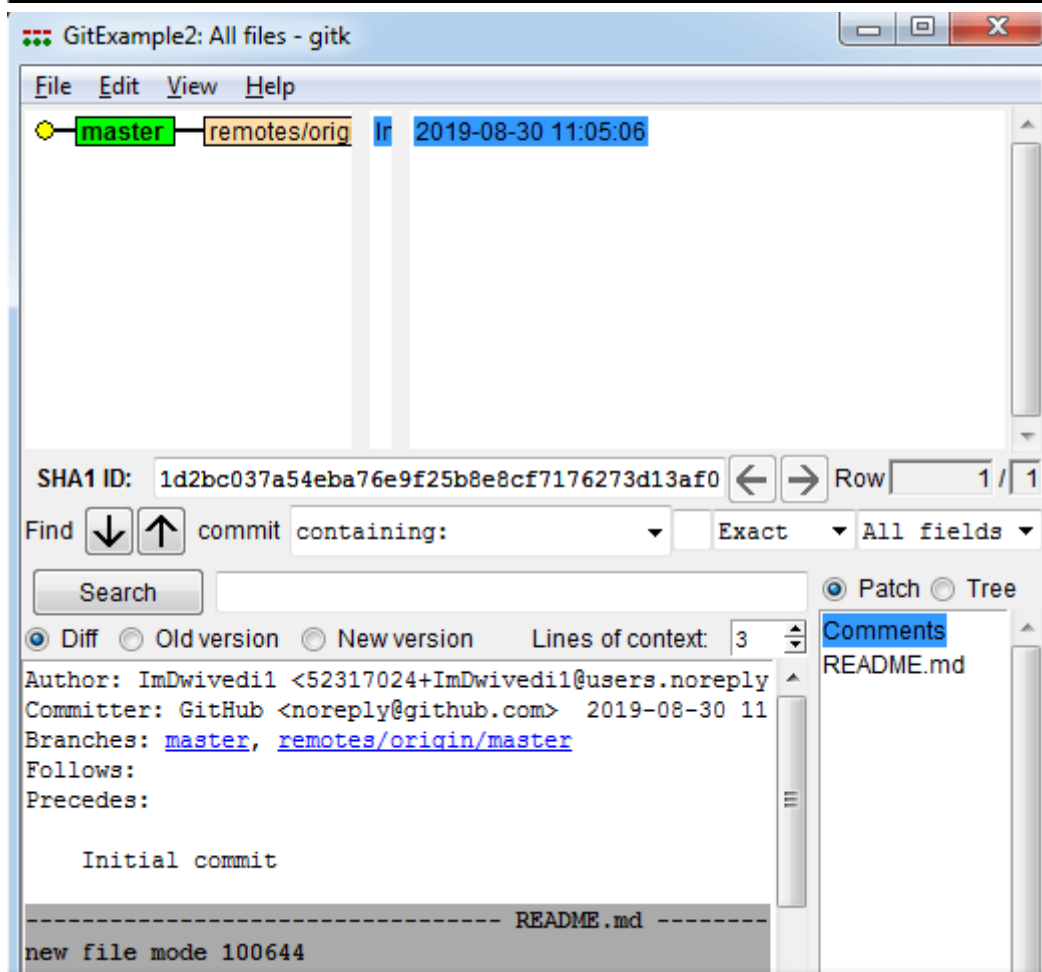 GitExample2: All files - gitk
File Edit View Help
master remotes/orig In 2019-08-30 11:05:06
SHA1 ID: 1d2bc037a54eba76e9f25b8e8cf7176273d13af0 Row 1 / 1
Find commit containing: Exact All fields
Search Patch Tree
Diff Old version New version Lines of context: 3 Comments
README.md
Author: ImDwivedi1 <52317024+ImDwivedi1@users.noreply
Committer: GitHub <noreply@github.com> 2019-08-30 11
Branches: master, remotes/origin/master
Follows:
Precedes:
Initial commit
---------------------------------- README.md --------
new file mode 100644